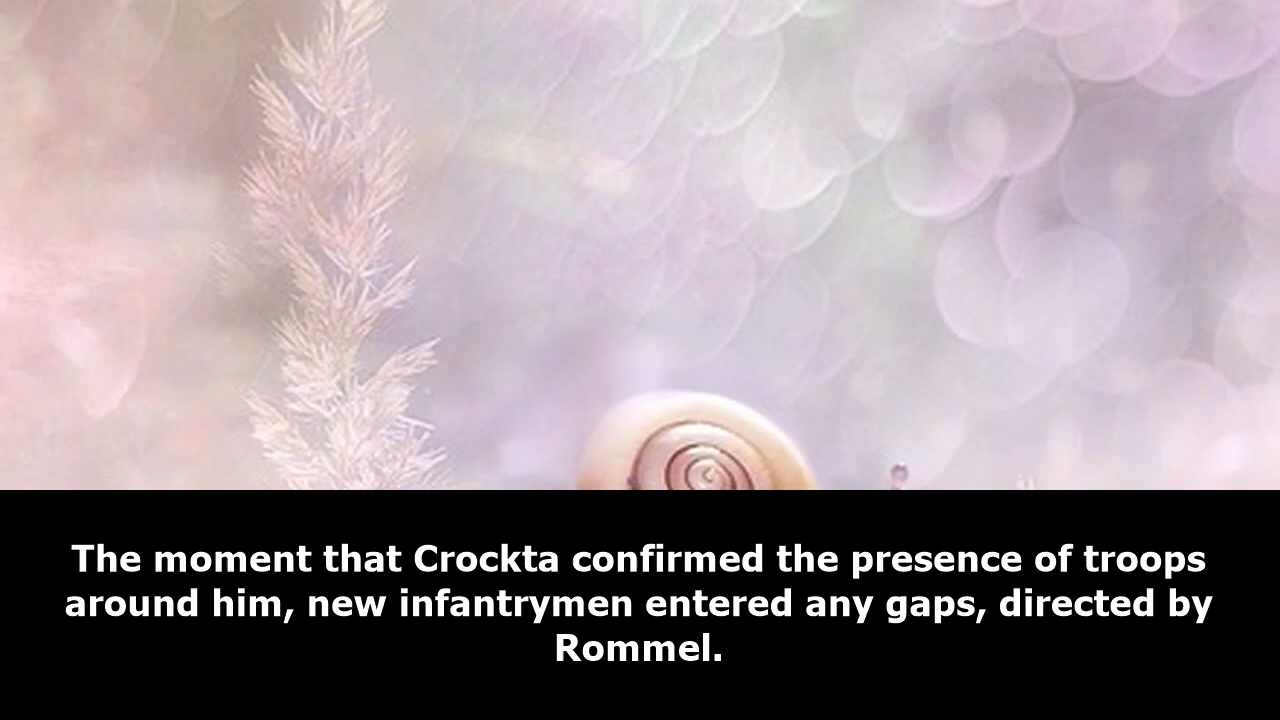 The moment that Crockta confirmed the presence of troops
around him, new infantrymen entered any gaps, directed by
Rommel.